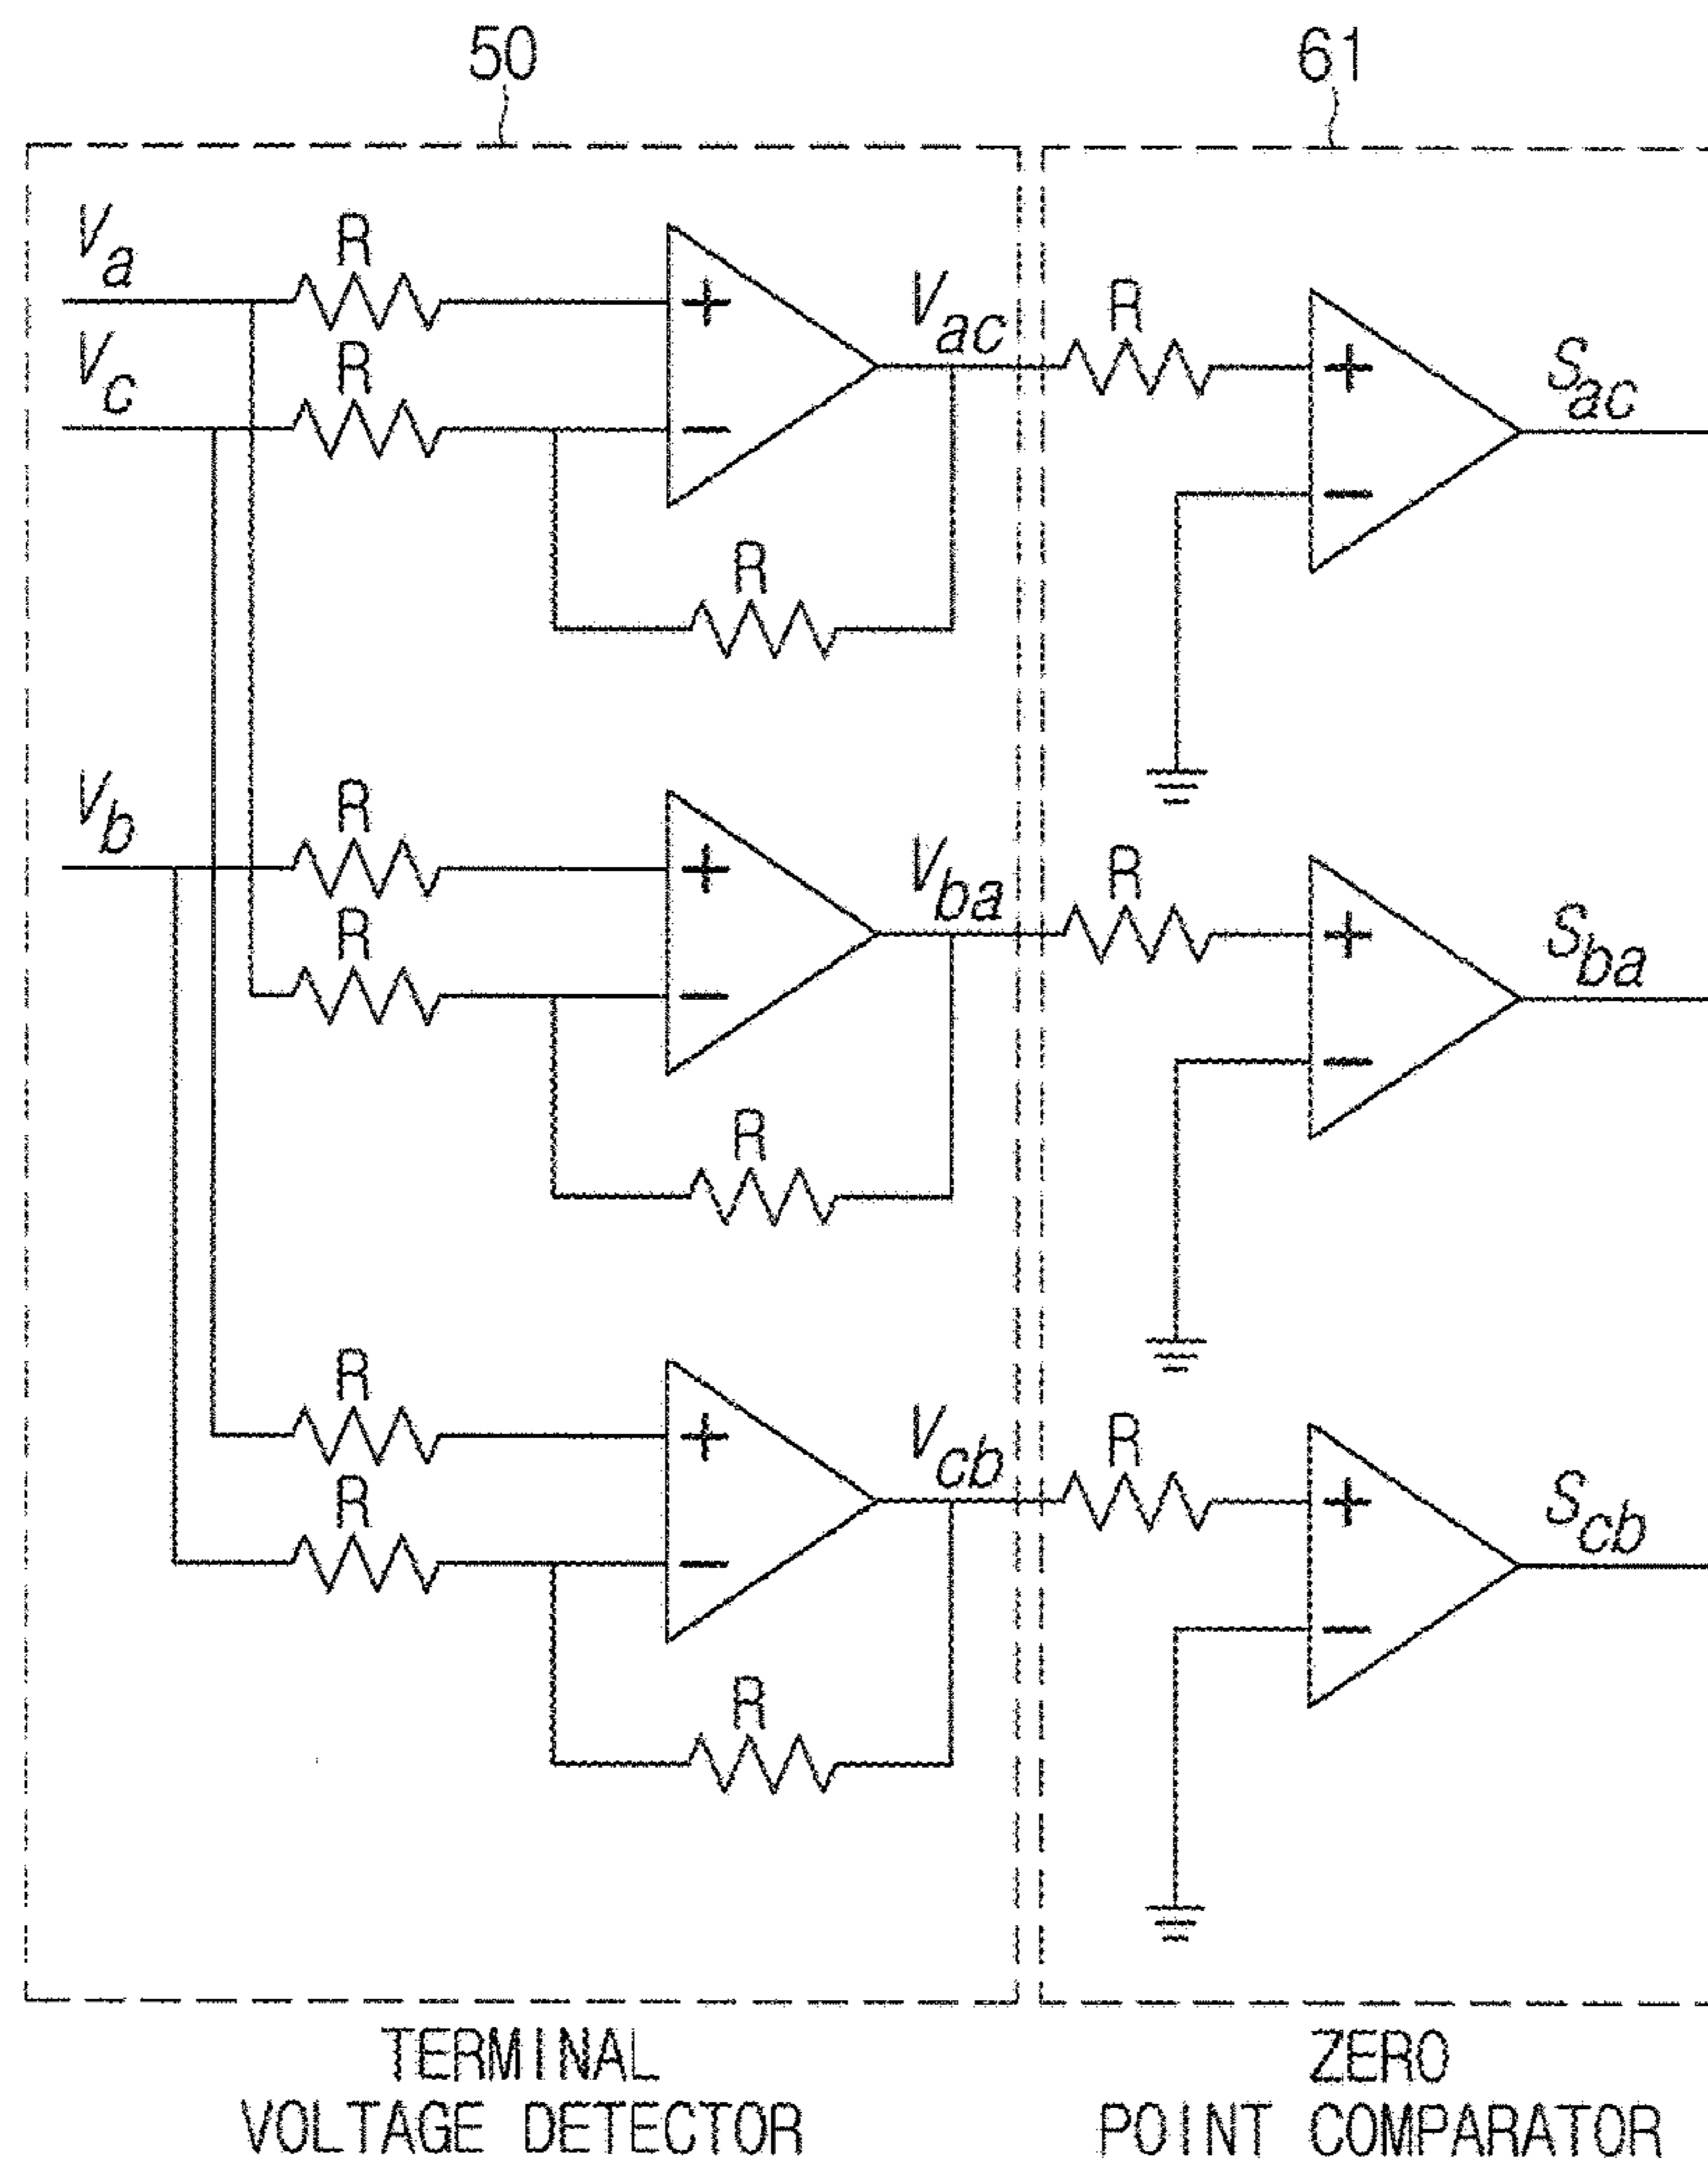 50
61
Va
R
Vc
R
Vac
R
Sac
+
−
+
−
R
Vb
R
R
Vba
R
Sba
+
−
+
−
R
R
R
Vcb
R
Scb
+
−
+
−
R
TERMINAL
VOLTAGE DETECTOR
ZERO
POINT COMPARATOR